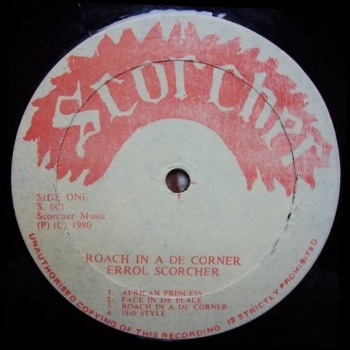 Scorcher
SIDE ONE
S. 001
Scorcher Music
(P) (C) 1980
ROACH IN A DE CORNER
ERROL SCORCHER
1. AFRICAN PRINCESS
2. FACE IN DE PLACE
3. ROACH IN A DE CORNER
4. 1980 STYLE
UNAUTHORISED COPYING OF THIS RECORDING IS STRICTLY PROHIBITED